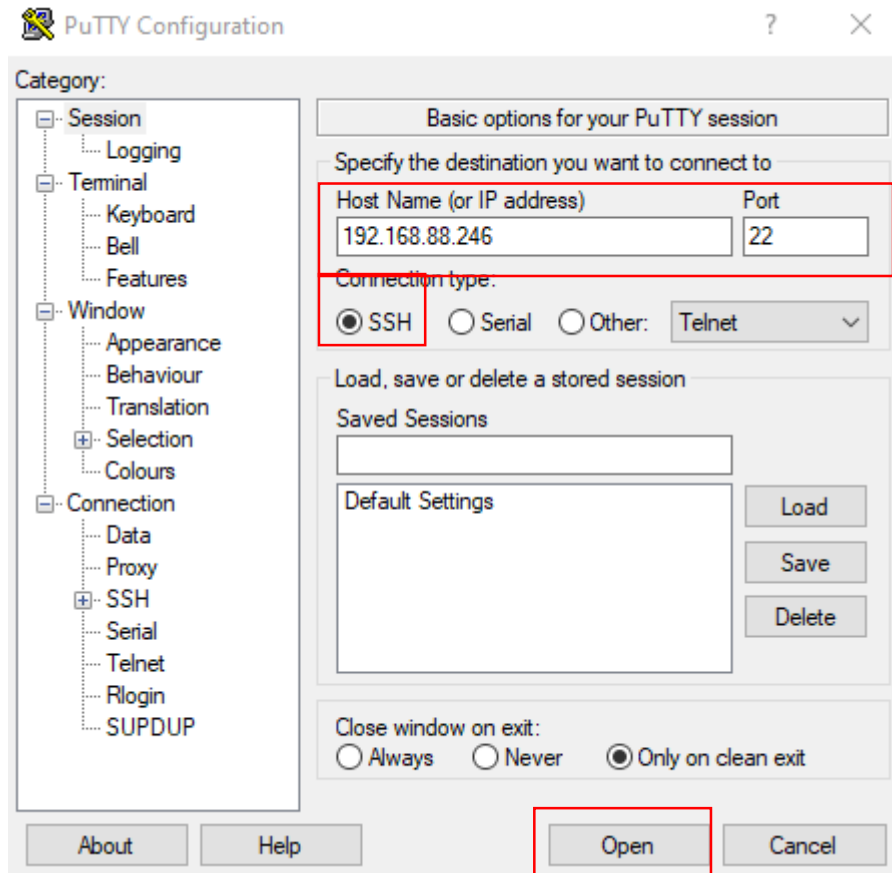 PuTTY Configuration
?
Category:
Session
Logging
Terminal
Keyboard
Bell
Features
Window
Appearance
Behaviour
Translation
Selection
Colours
Connection
Data
Proxy
SSH
Serial
Telnet
Rlogin
SUPDUP
Basic options for your PuTTY session
Specify the destination you want to connect to
Host Name (or IP address) Port
192.168.88.246 22
Connection type:
SSH Serial Other: Telnet
Load, save or delete a stored session
Saved Sessions
Default Settings
Load
Save
Delete
Close window on exit:
Always Never Only on clean exit
About Help Open Cancel